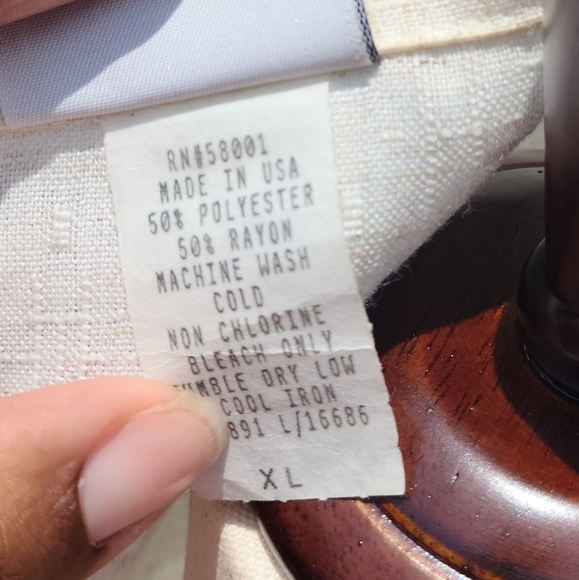 RN#58001
MADE IN USA
50% POLYESTER
50% RAYON
MACHINE WASH
COLD
NON CHLORINE
BLEACH ONLY
TUMBLE DRY LOW
COOL IRON
891 L/16686
XL